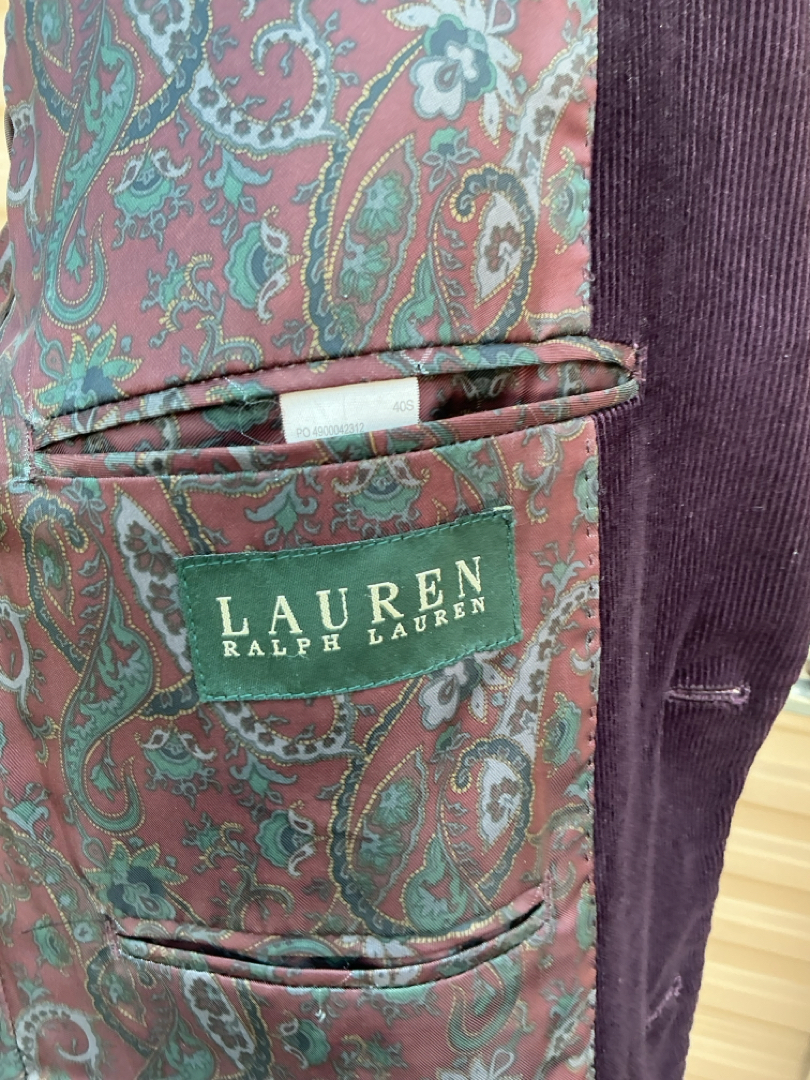 40S
PO 4900042312
LAUREN
RALPH LAUREN